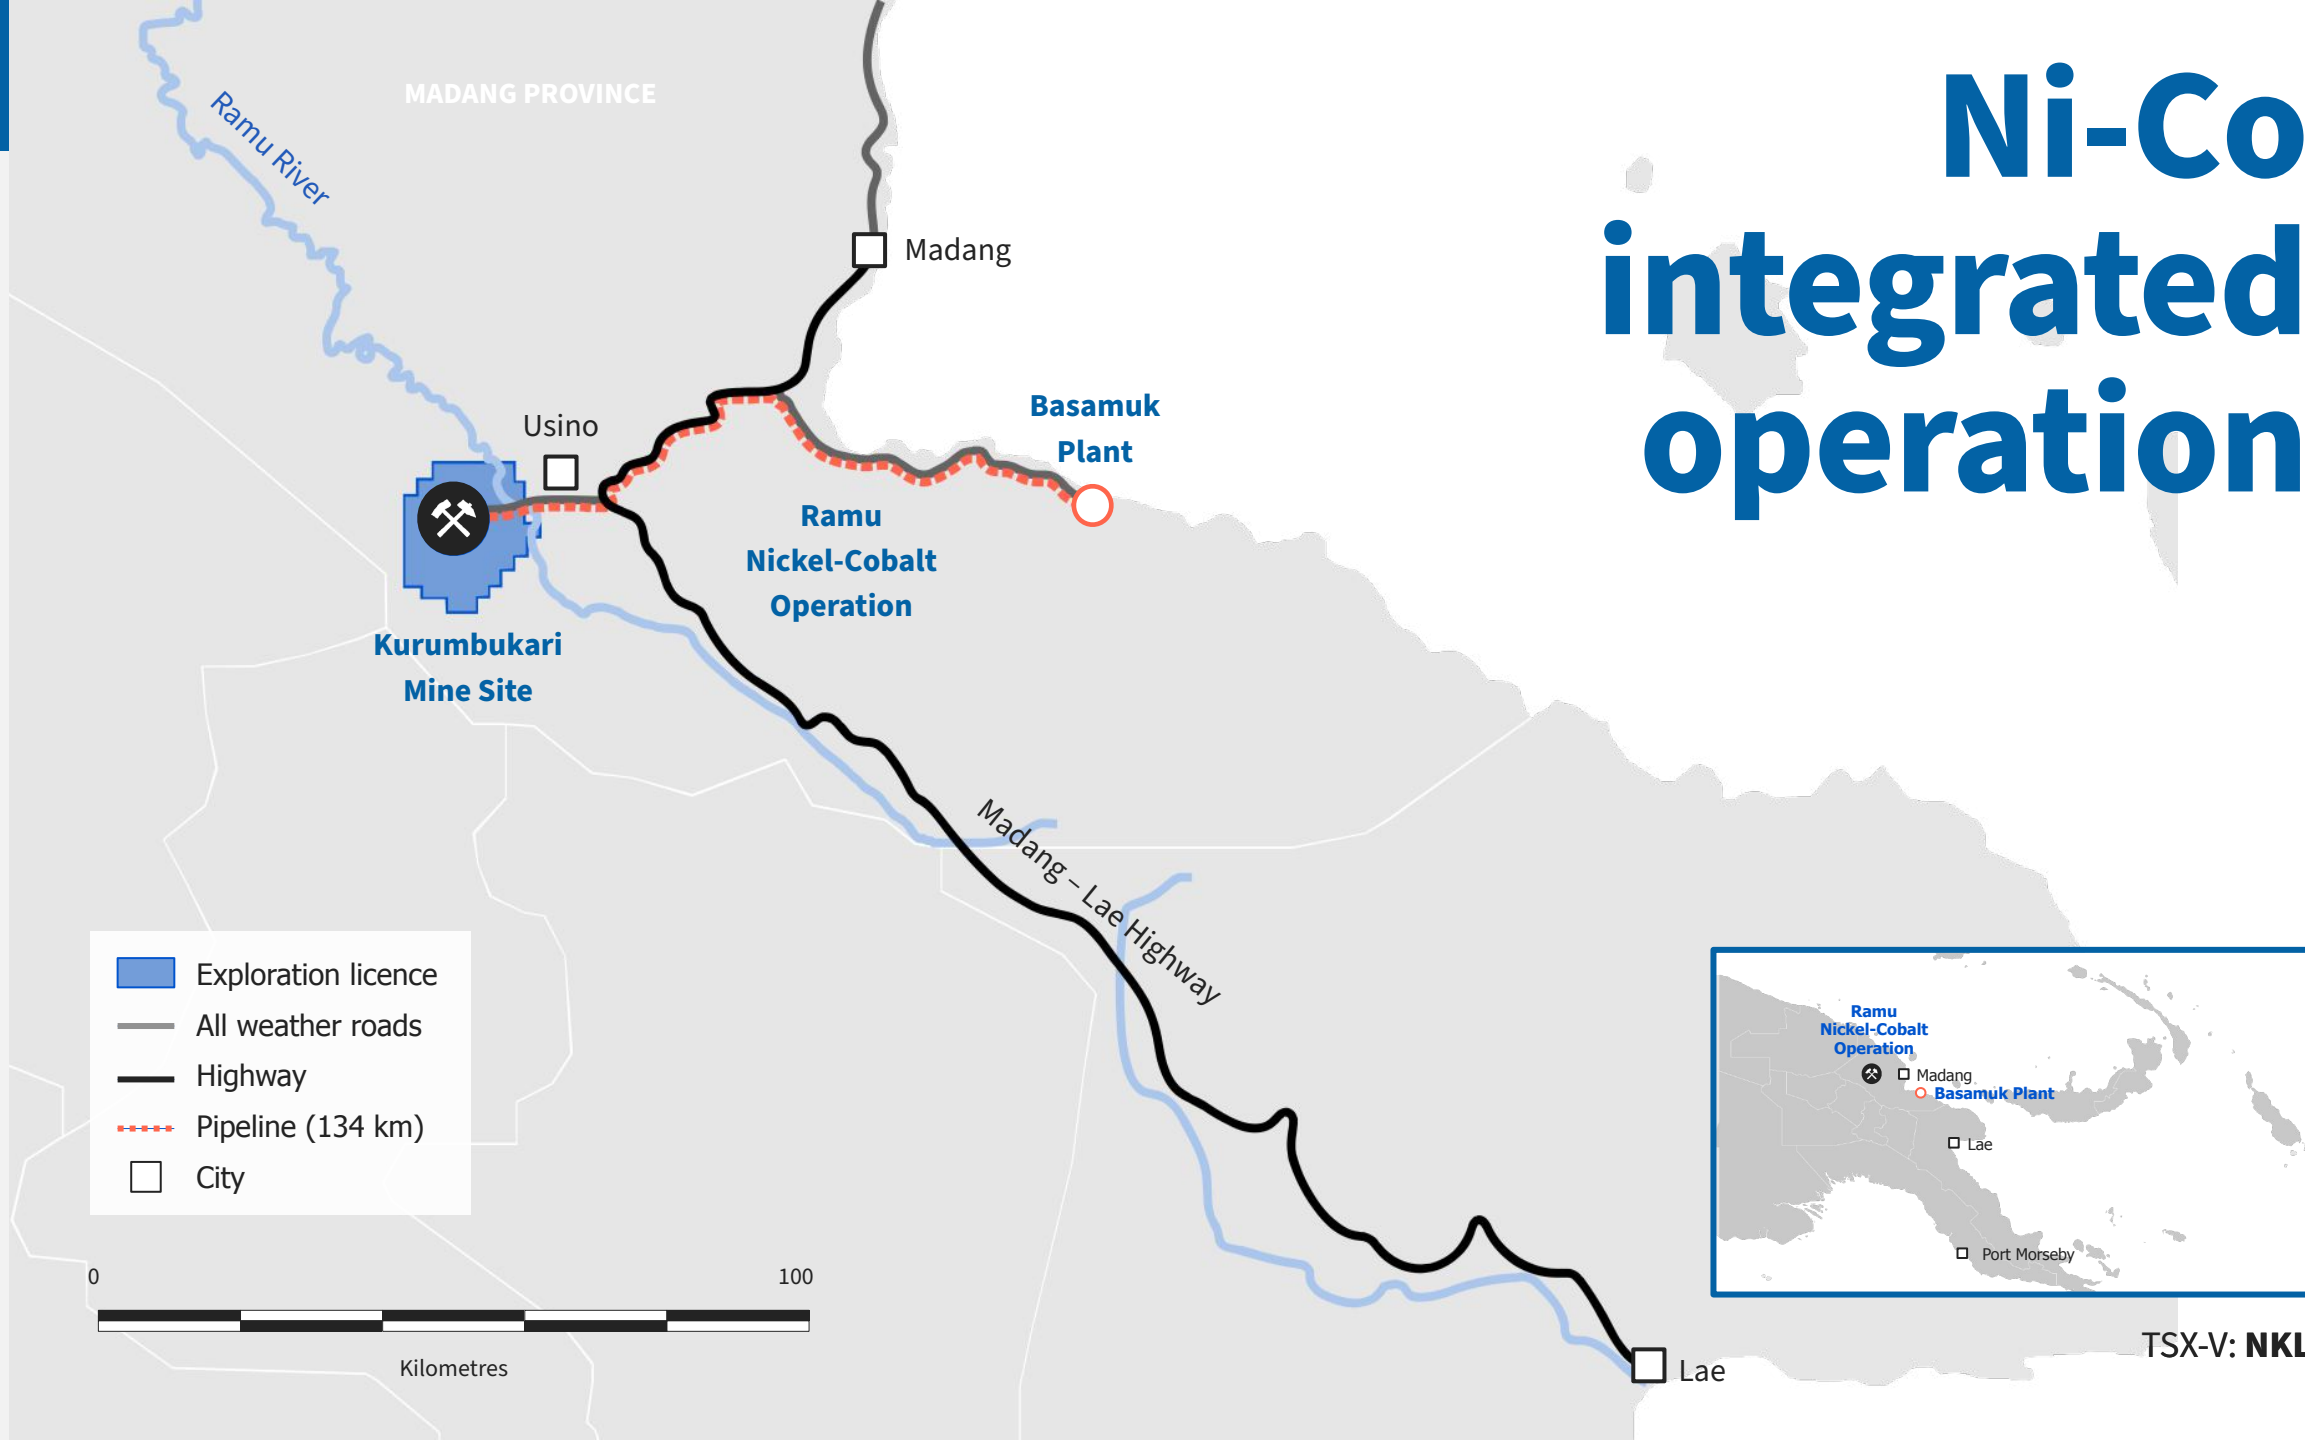 Ni-Co
integrated
operation
MADANG PROVINCE
Ramu River
Madang
Basamuk
Plant
Usino
Ramu
Nickel-Cobalt
Operation
Kurumbukari
Mine Site
Madang – Lae Highway
Exploration licence
All weather roads
Highway
Pipeline (134 km)
City
0 100
Kilometres
Lae
Ramu
Nickel-Cobalt
Operation
Madang
Basamuk Plant
Lae
Port Morseby
TSX-V: NKL